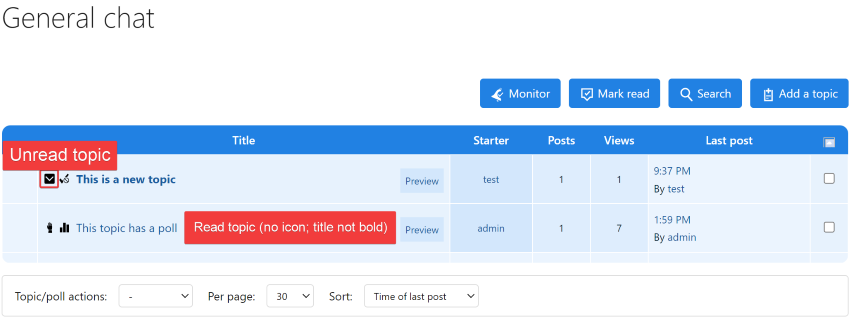 General chat
Monitor Mark read Search Add a topic
Title Starter Posts Views Last post
Unread topic
This is a new topic Preview test 1 1 9:37 PM
By test
This topic has a poll Read topic (no icon; title not bold) Preview admin 1 7 1:59 PM
By admin
Topic/poll actions: - Per page: 30 Sort: Time of last post